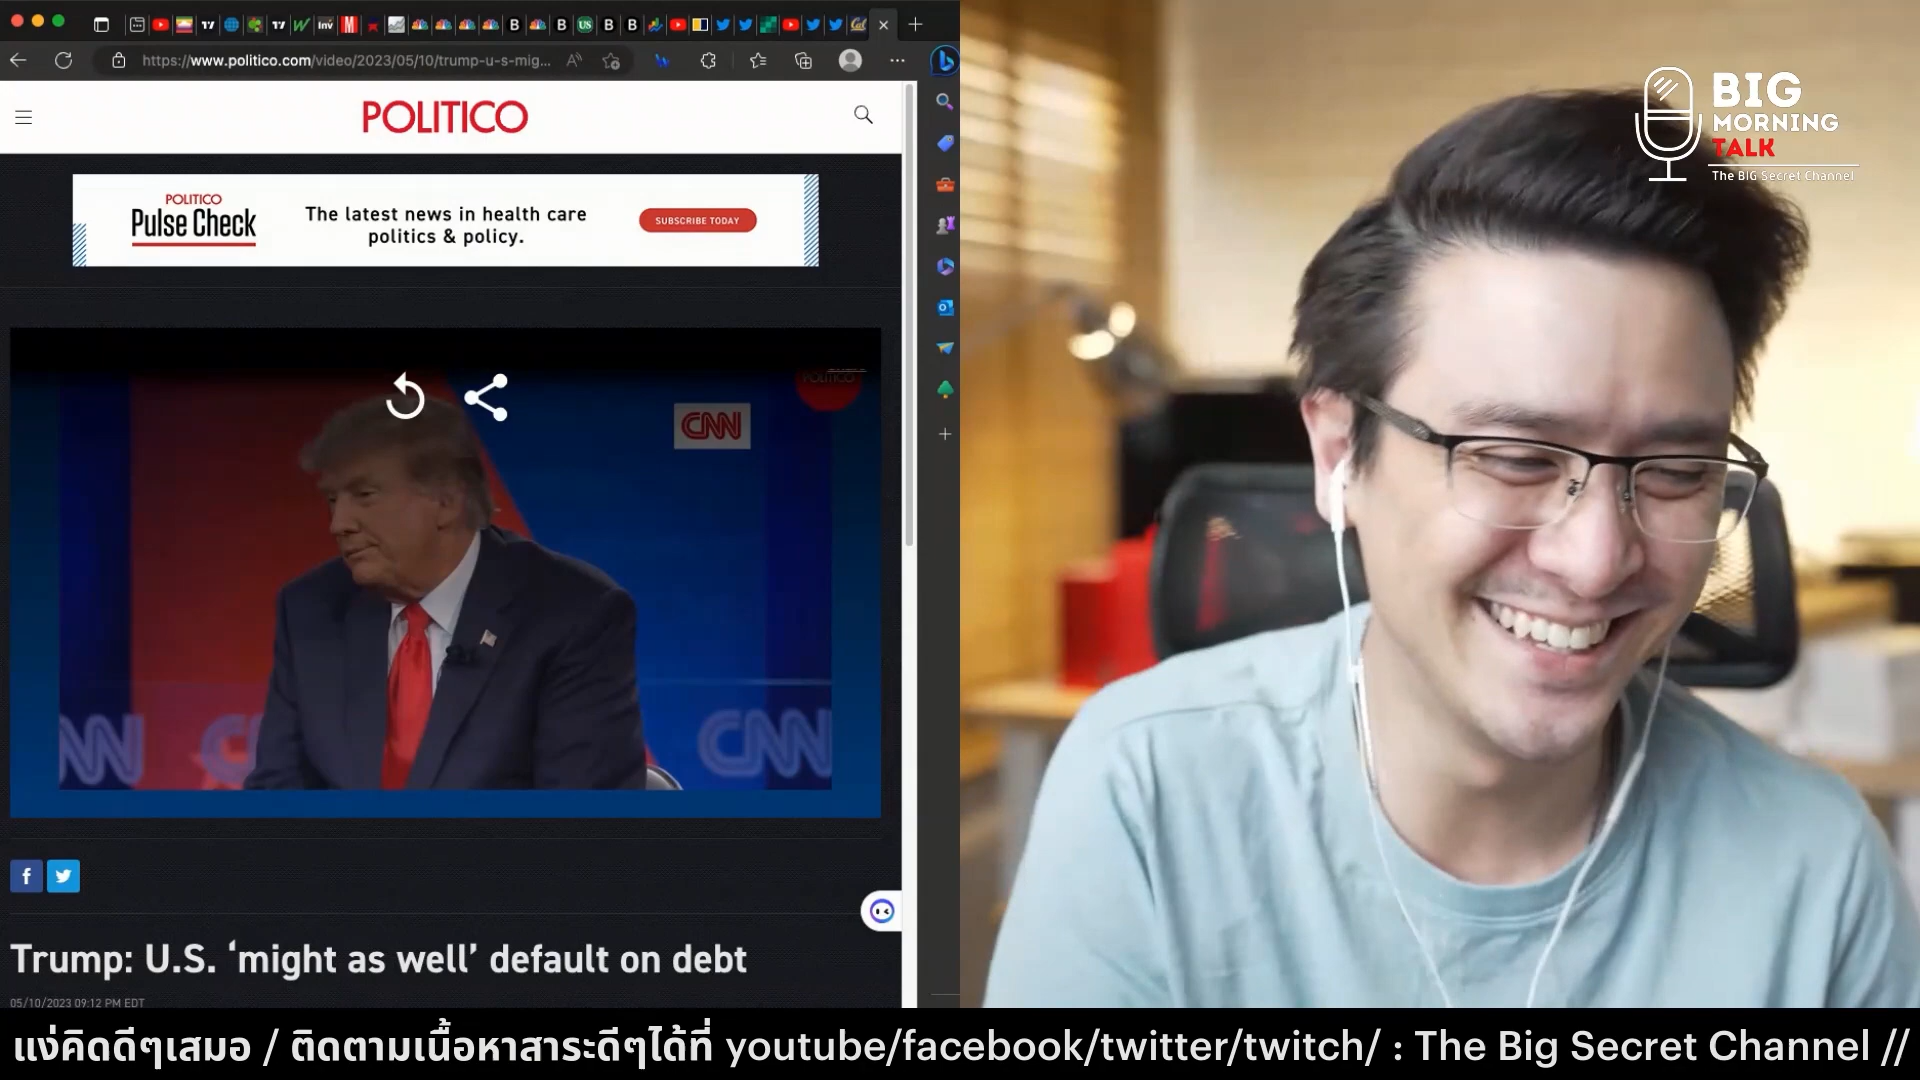 https://www.politico.com/video/2023/05/10/trump-u-s-mig...
POLITICO
POLITICO
Pulse Check
The latest news in health care
politics & policy.
SUBSCRIBE TODAY
POLITICO
CNN
CNN
Trump: U.S. ‘might as well’ default on debt
05/10/2023 09:12 PM EDT
BIG
MORNING
TALK
The BIG Secret Channel
แง่คิดดีๆเสมอ / ติดตามเนื้อหาสาระดีๆได้ที่ youtube/facebook/twitter/twitch/ : The Big Secret Channel //